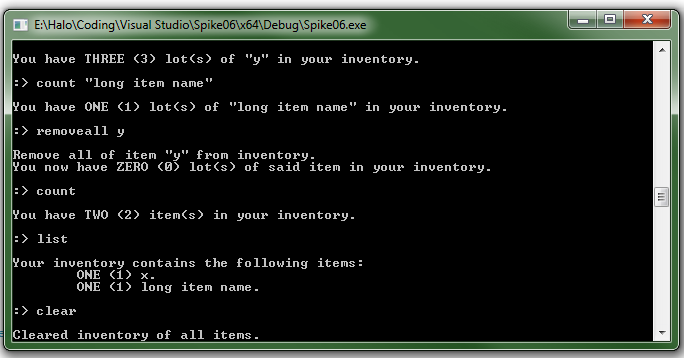 E:\Halo\Coding\Visual Studio\Spike06\x64\Debug\Spike06.exe
You have THREE (3) lot(s) of "y" in your inventory.
:> count "long item name"
You have ONE (1) lot(s) of "long item name" in your inventory.
:> removeall y
Remove all of item "y" from inventory.
You now have ZERO (0) lot(s) of said item in your inventory.
:> count
You have TWO (2) item(s) in your inventory.
:> list
Your inventory contains the following items:
ONE (1) x.
ONE (1) long item name.
:> clear
Cleared inventory of all items.